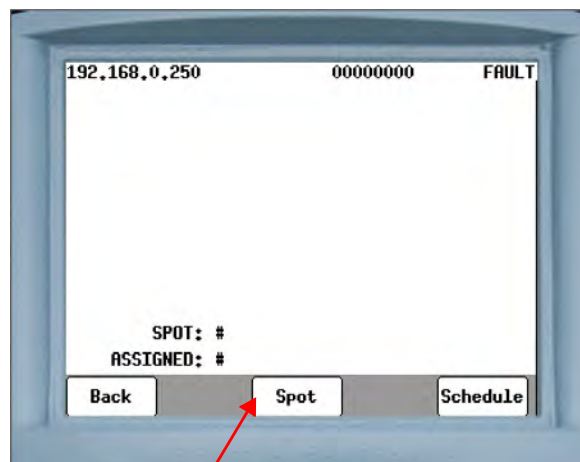 192.168.0.250 00000000 FAULT
SPOT: #
ASSIGNED: #
Back Spot Schedule